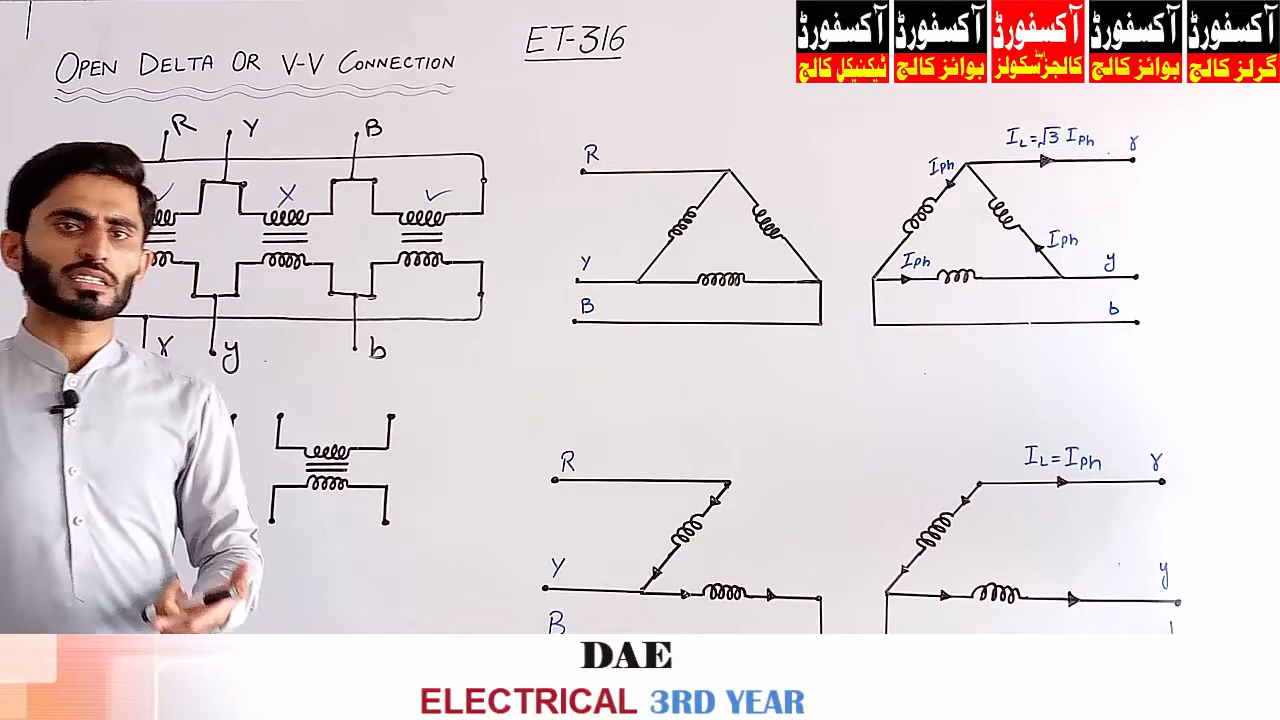 OPEN DELTA OR V-V CONNECTION
ET-316
آکسفورڈ ٹیکنیکل کالج
آکسفورڈ بوائز کالج
آکسفورڈ اینڈ کالجز سکولز
آکسفورڈ بوائز کالج
آکسفورڈ گرلز کالج
R Y B
✓ X ✓
r y b
R
Y
B
IL=√3 IPh r
IPh
IPh
IPh
y
b
R
Y
B
IL=IPh r
y
DAE
ELECTRICAL 3RD YEAR